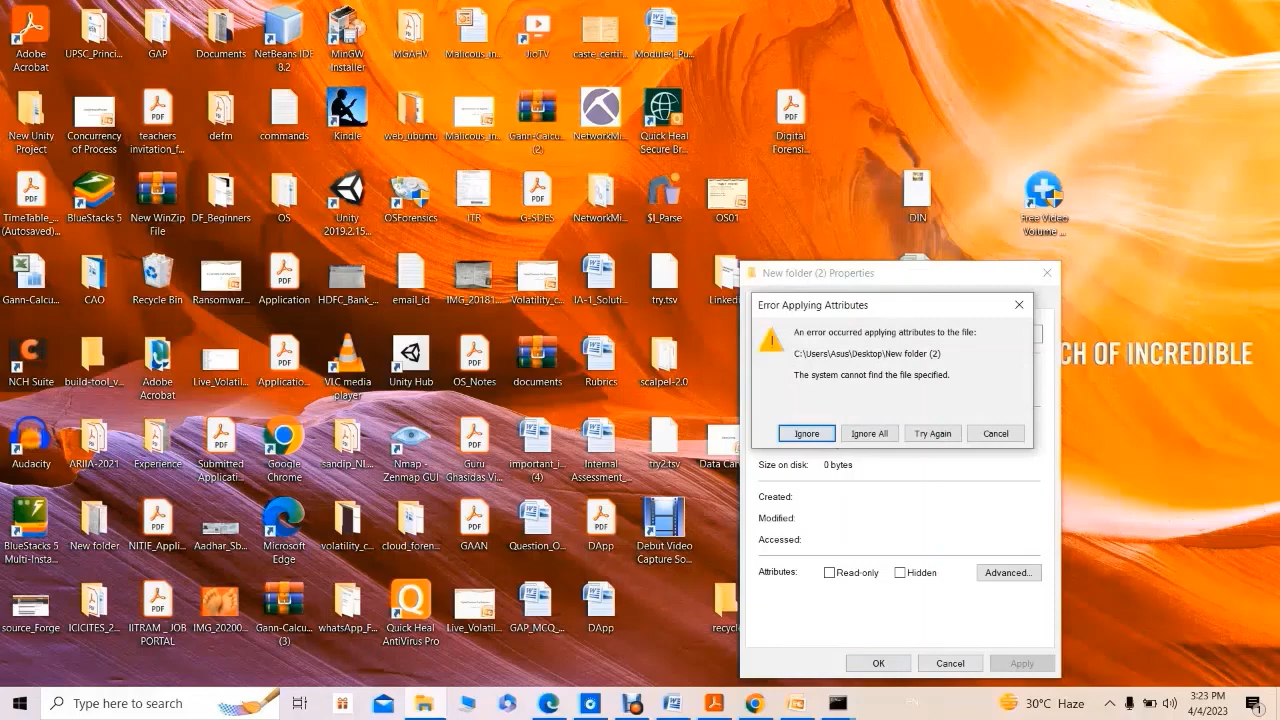 Adobe
Acrobat
UPSC_Princi...
GAP
Documents
NetBeans IDE
8.2
MinGW
Installer
MGAHV
Malicous_in...
JioTV
caste_certi...
Module4_Pu...
New Unity
Project
Concurrency
of Process
teachers
invitation_f...
defm
commands
Kindle
web_ubuntu
Malicous_in...
Gann-Calcu...
(2)
NetworkMi...
Quick Heal
Secure Br...
Digital
Forensi...
TimeTable_...
(Autosaved)...
BlueStacks 5
New WinZip
File
DF_Beginners
OS
Unity
2019.2.15...
OSForensics
ITR
G-SDES
NetworkMi...
$I_Parse
OS01
DIN
Free Video
Volume ...
Gann-Calcu...
CAO
Recycle Bin
Ransomwar...
Application
HDFC_Bank_...
email_id
IMG_20181...
Volatility_c...
IA-1_Soluti...
try.tsv
Linkedi
NCH Suite
build-tool_v...
Adobe
Acrobat
Live_Volatil...
Applicatio...
VLC media
player
Unity Hub
OS_Notes
documents
Rubrics
scalpel-2.0
Audacity
ARIIA-2021
Experience
Submitted
Applicati...
Google
Chrome
sandip_NL...
Nmap -
Zenmap GUI
Guru
Ghasidas Vi...
important_i...
(4)
Internal
Assessment_...
try2.tsv
Data Car
BlueStacks 5
Multi-Insta...
New folder
NITIE_Appli...
Aadhar_Sb...
Microsoft
Edge
volatility_c...
cloud_foren...
GAAN
Question_O...
DApp
Debut Video
Capture So...
source_Forge
ICICITES_2...
IITRAM _ JOB
PORTAL
IMG_20200...
Gann-Calcu...
(3)
whatsApp_F...
Quick Heal
AntiVirus Pro
Live_Volatil...
GAP_MCQ_...
DApp
recycle
CH OF INCREDIBLE
New folder (2) Properties
Error Applying Attributes
An error occurred applying attributes to the file:
C:\Users\Asus\Desktop\New folder (2)
The system cannot find the file specified.
Ignore
Ignore All
Try Again
Cancel
Size on disk: 0 bytes
Created:
Modified:
Accessed:
Attributes: Read-only Hidden Advanced...
OK Cancel Apply
Type here to search
30°C Haze
3:23 PM
4/4/2023
1